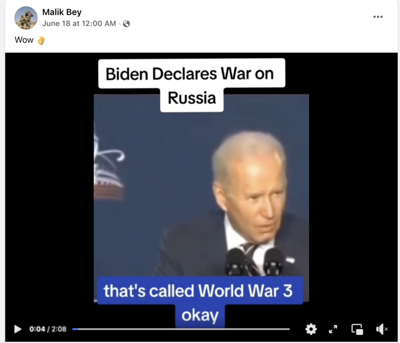 Malik Bey
June 18 at 12:00 AM ·
Wow
Biden Declares War on
Russia
that's called World War 3
okay
0:04 / 2:08